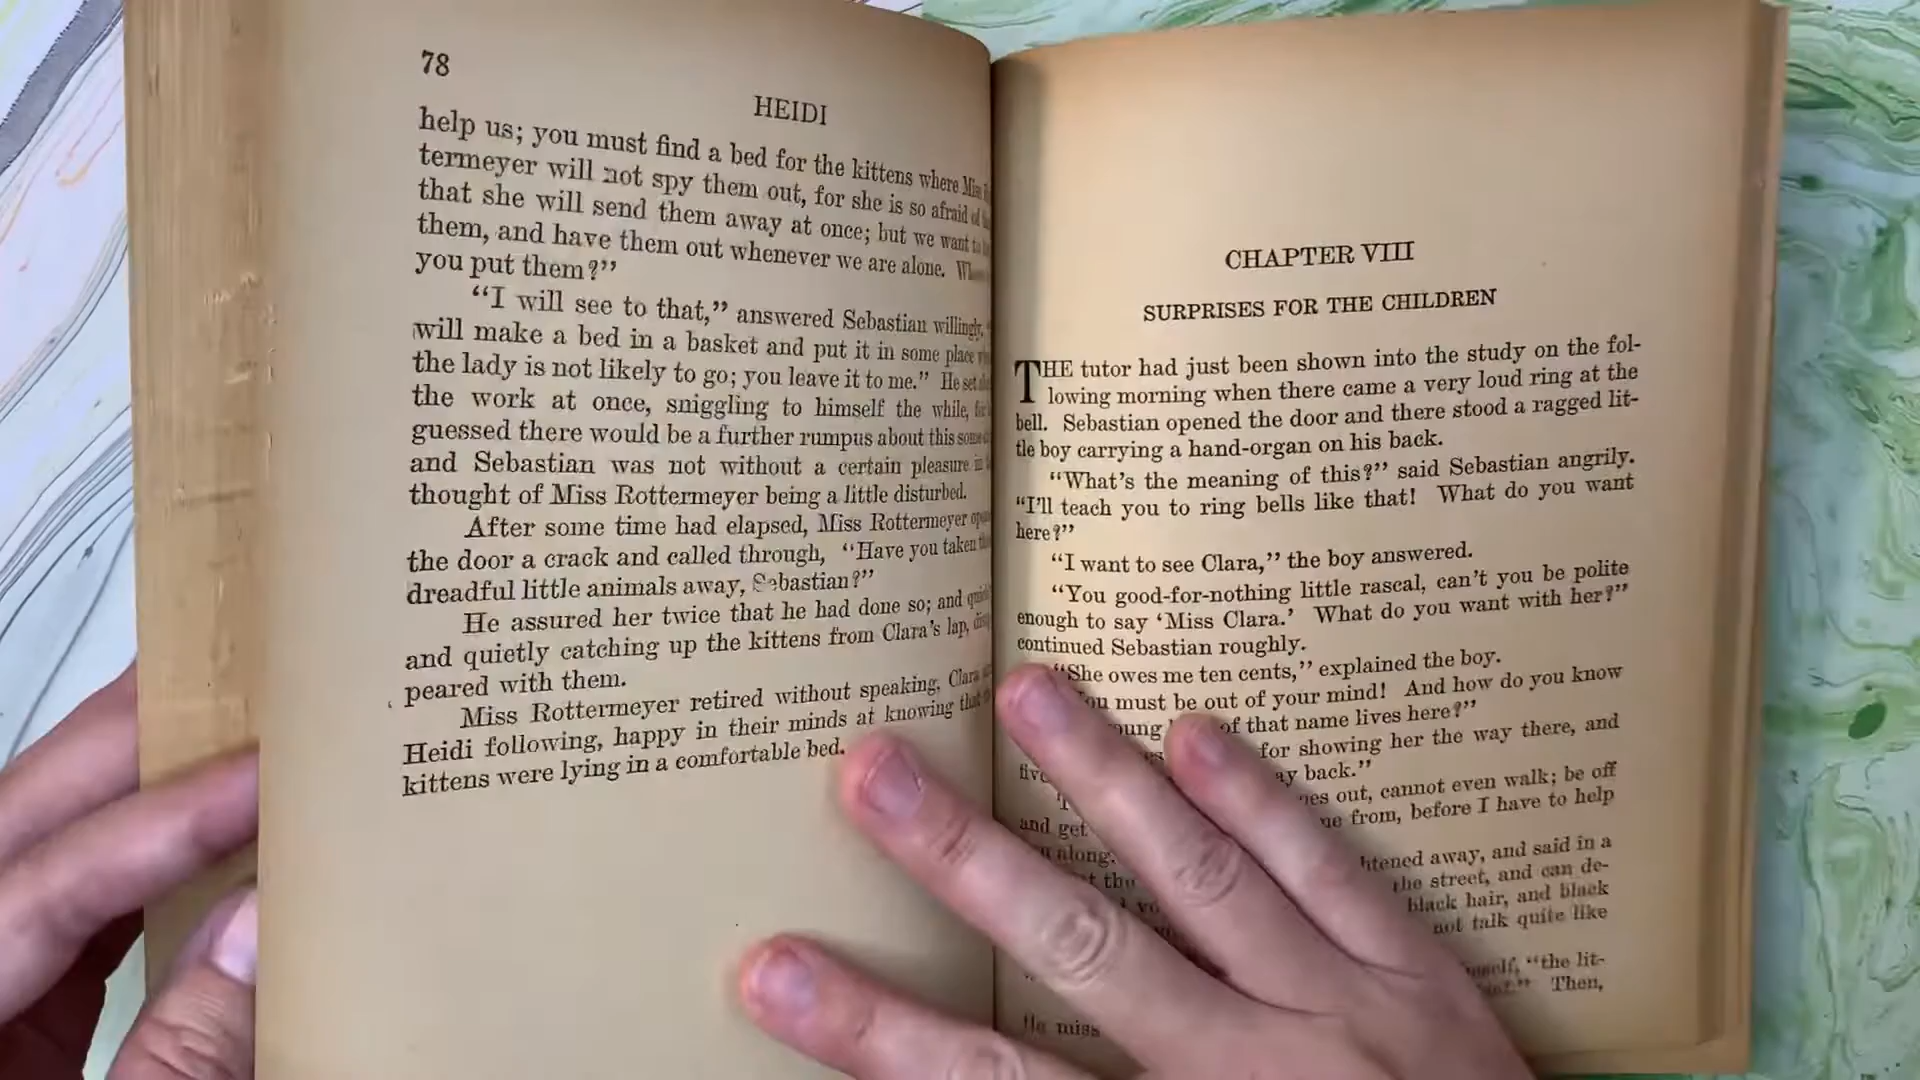 78
HEIDI
help us; you must find a bed for the kittens where Miss
termeyer will not spy them out, for she is so afraid of
that she will send them away at once; but we want to
them, and have them out whenever we are alone.
you put them?”
“I will see to that,” answered Sebastian willingly.
will make a bed in a basket and put it in some place
the lady is not likely to go; you leave it to me.” He set
the work at once, sniggling to himself the while,
guessed there would be a further rumpus about this some
and Sebastian was not without a certain pleasure in
thought of Miss Rottermeyer being a little disturbed.
After some time had elapsed, Miss Rottermeyer
the door a crack and called through, “Have you taken
dreadful little animals away, Sebastian?”
He assured her twice that he had done so; and
and quietly catching up the kittens from Clara’s lap,
peared with them.
Miss Rottermeyer retired without speaking, Clara
Heidi following, happy in their minds at knowing
kittens were lying in a comfortable bed.
CHAPTER VIII
SURPRISES FOR THE CHILDREN
THE tutor had just been shown into the study on the fol-
lowing morning when there came a very loud ring at the
bell. Sebastian opened the door and there stood a ragged lit-
tle boy carrying a hand-organ on his back.
“What’s the meaning of this?” said Sebastian angrily.
“I’ll teach you to ring bells like that! What do you want
here?”
“I want to see Clara,” the boy answered.
“You good-for-nothing little rascal, can’t you be polite
enough to say ‘Miss Clara.’ What do you want with her?”
continued Sebastian roughly.
“She owes me ten cents,” explained the boy.
must be out of your mind! And how do you know
of that name lives here?”
for showing her the way there, and
back.”
out, cannot even walk; be off
from, before I have to help
and get
along.
away, and said in a
the street, and can de-
black hair, and black
not talk quite like
“the lit-
Then,
He miss